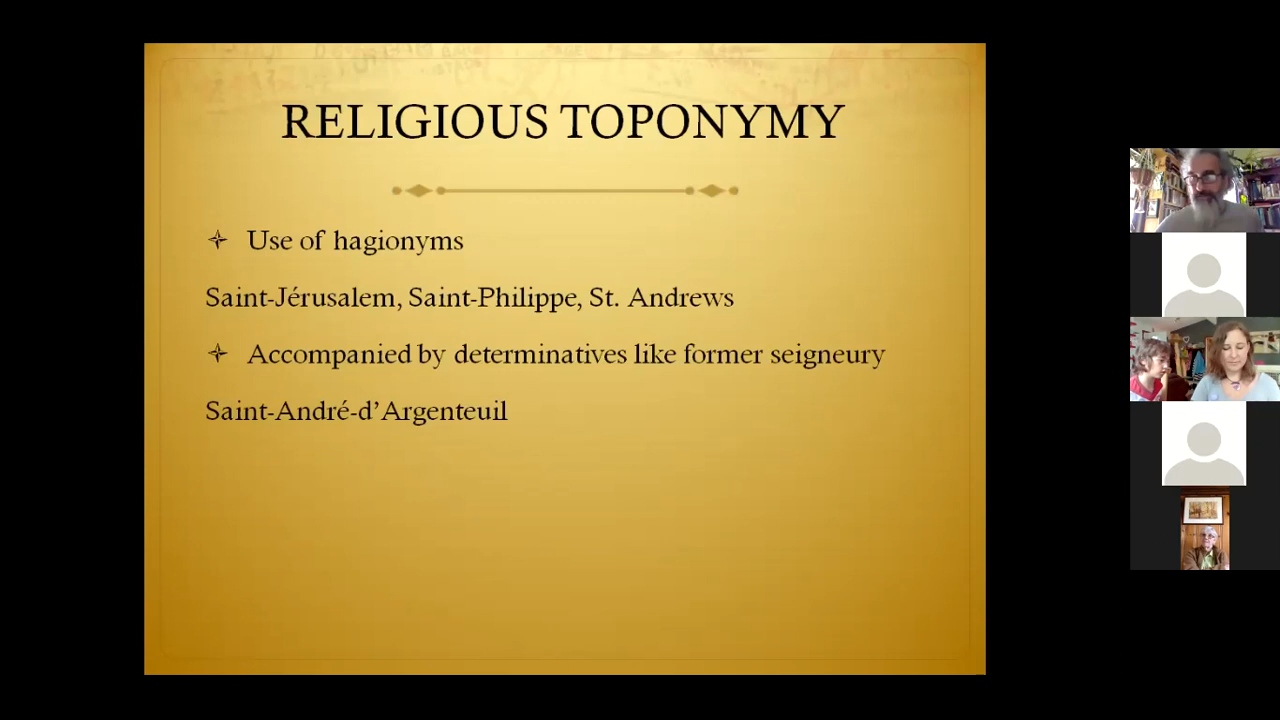 RELIGIOUS TOPONYMY
Use of hagionyms
Saint-Jérusalem, Saint-Philippe, St. Andrews
Accompanied by determinatives like former seigneury
Saint-André-d’Argenteuil